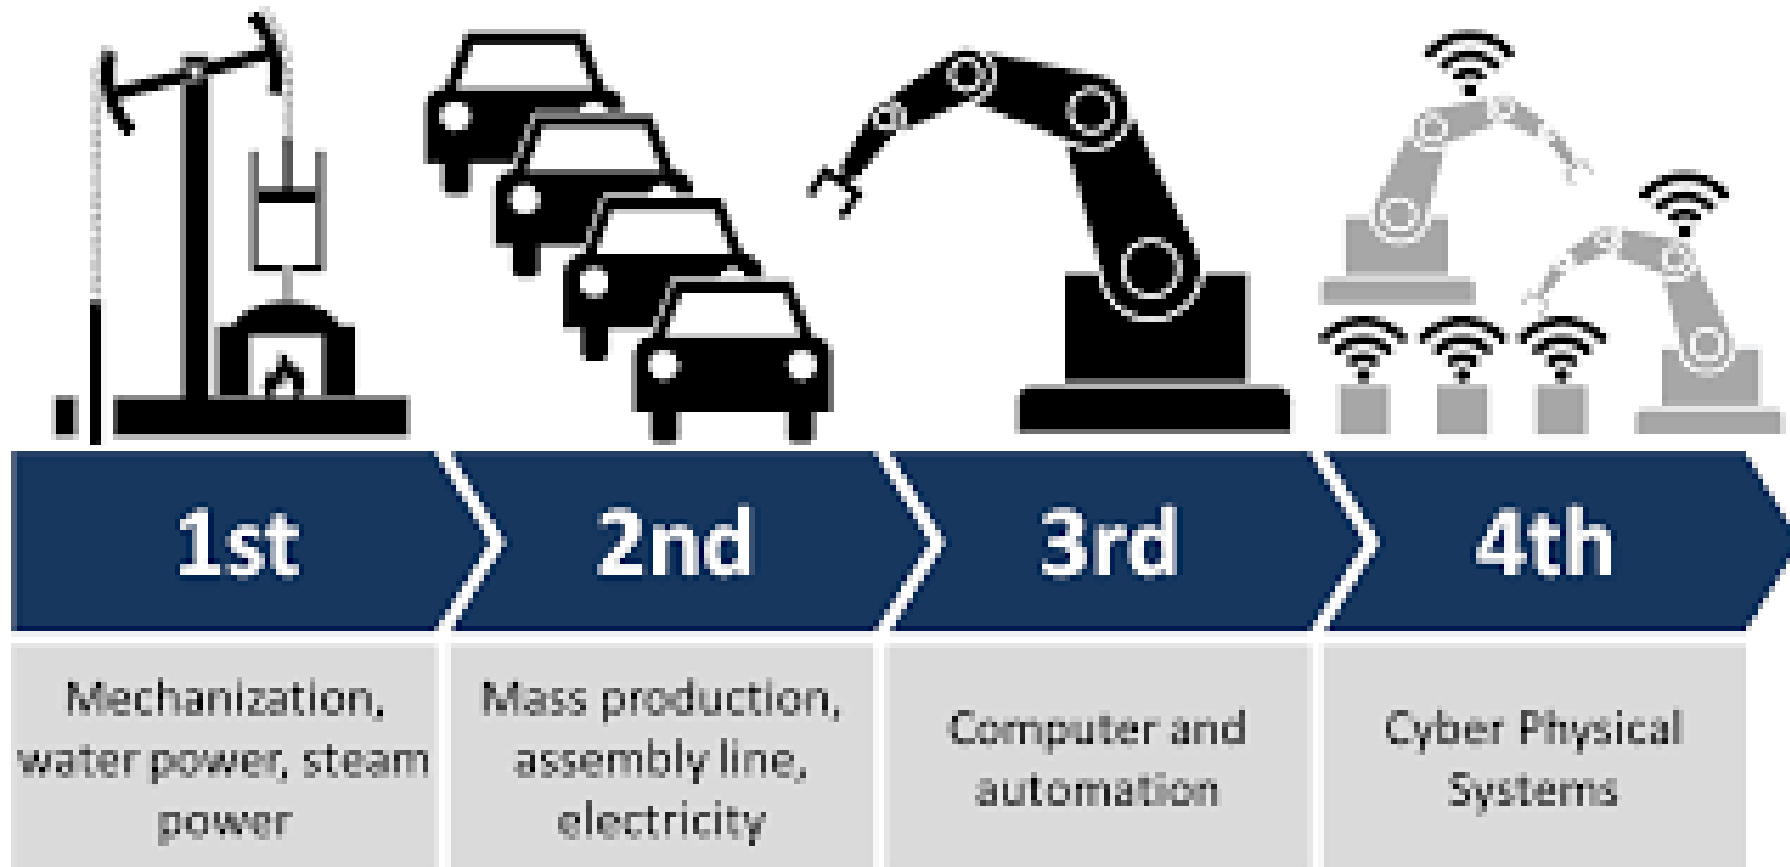 1st
2nd
3rd
4th
Mechanization,
water power, steam
power
Mass production,
assembly line,
electricity
Computer and
automation
Cyber Physical
Systems